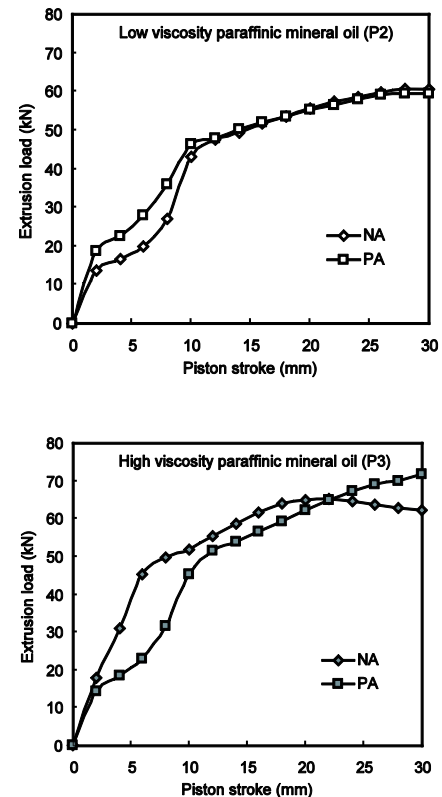 Low viscosity paraffinic mineral oil (P2)
Extrusion load (kN)
80
70
60
50
40
30
20
10
0
NA
PA
0 5 10 15 20 25 30
Piston stroke (mm)
High viscosity paraffinic mineral oil (P3)
Extrusion load (kN)
80
70
60
50
40
30
20
10
0
NA
PA
0 5 10 15 20 25 30
Piston stroke (mm)